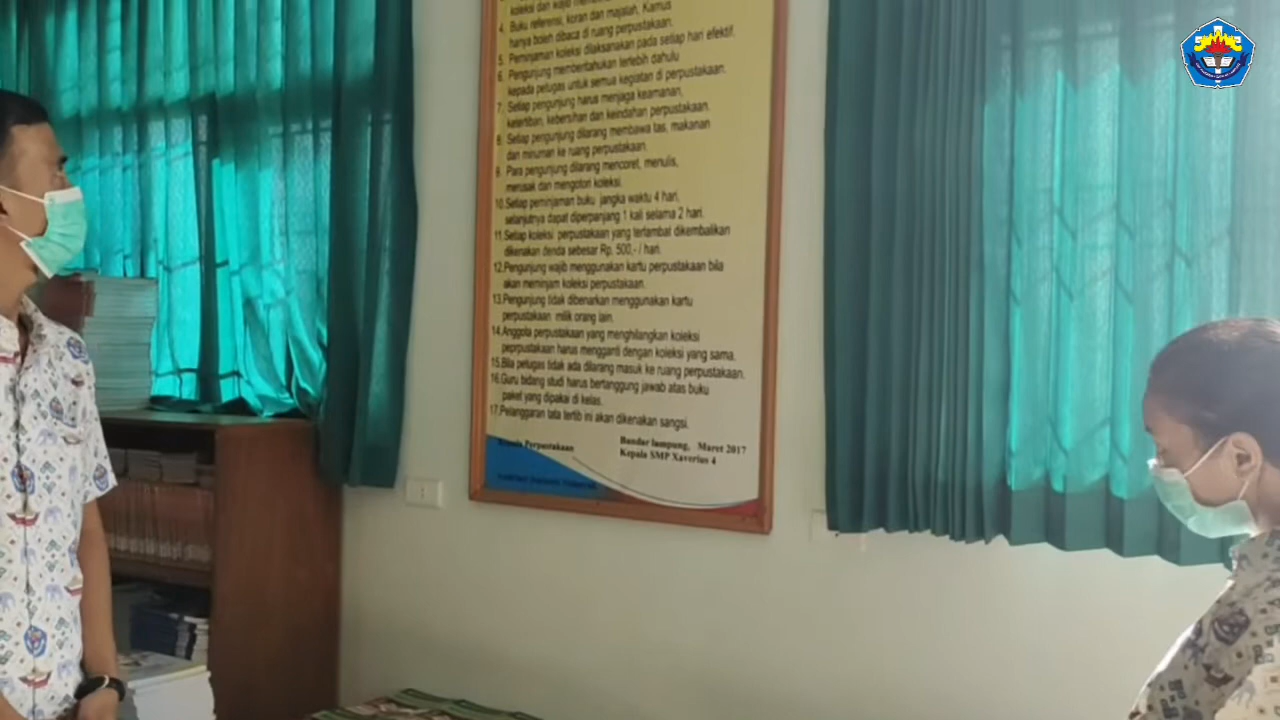 koleksi dan wajib
4. Buku referensi, koran dan majalah, Kamus
hanya boleh dibaca di ruang perpustakaan.
5. Peminjaman koleksi dilaksanakan pada setiap hari efektif.
6. Pengunjung memberitahukan terlebih dahulu
kepada petugas untuk semua kegiatan di perpustakaan.
7. Setiap pengunjung harus menjaga keamanan,
ketertiban, kebersihan dan keindahan perpustakaan.
8. Setiap pengunjung dilarang membawa tas, makanan
dan minuman ke ruang perpustakaan.
9. Para pengunjung dilarang mencoret, menulis,
merusak dan mengotori koleksi.
10. Setiap peminjaman buku jangka waktu 4 hari,
selanjutnya dapat diperpanjang 1 kali selama 2 hari.
11. Setiap koleksi perpustakaan yang terlambat dikembalikan
dikenakan denda sebesar Rp. 500,- / hari.
12. Pengunjung wajib menggunakan kartu perpustakaan bila
akan meminjam koleksi perpustakaan.
13. Pengunjung tidak dibenarkan menggunakan kartu
perpustakaan milik orang lain.
14. Anggota perpustakaan yang menghilangkan koleksi
peprpustakaan harus mengganti dengan koleksi yang sama.
15. Bila petugas tidak ada dilarang masuk ke ruang perpustakaan.
16. Guru bidang studi harus bertanggung jawab atas buku
paket yang dipakai di kelas.
17. Pelanggaran tata tertib ini akan dikenakan sangsi.
Bandar lampung, Maret 2017
Kepala Perpustakaan
Kepala SMP Xaverius 4